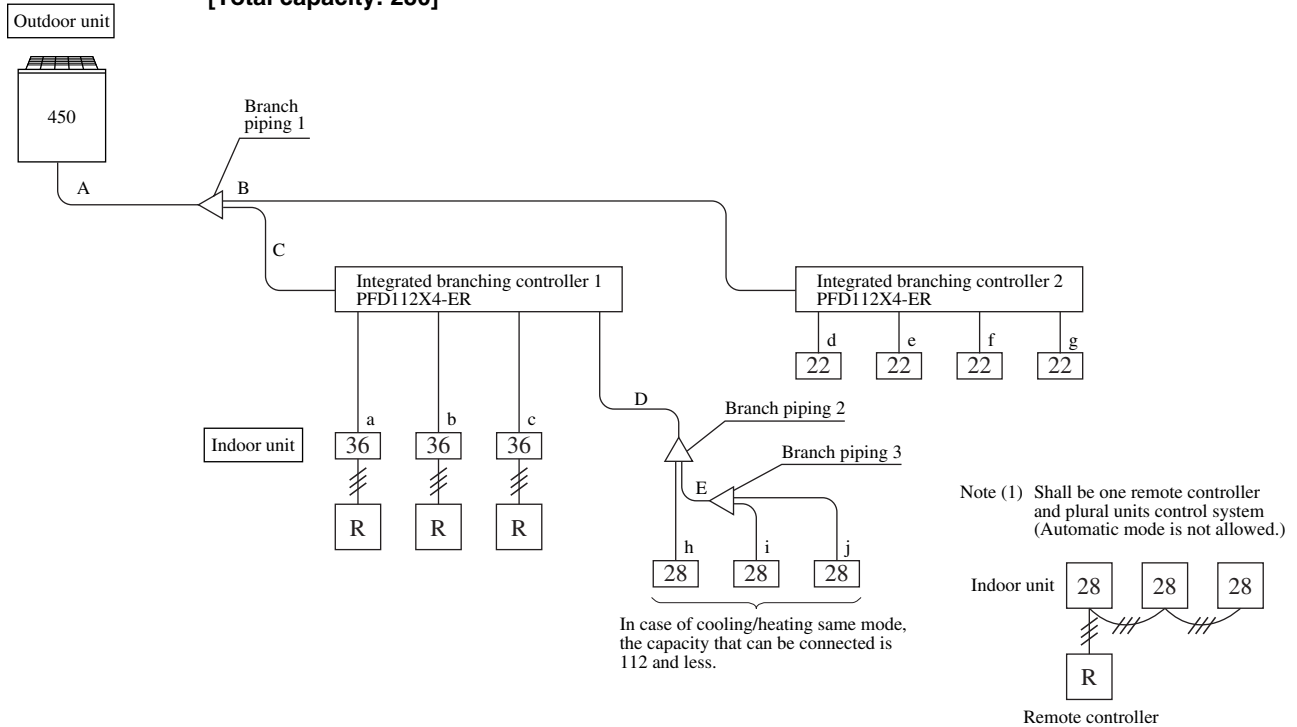 Outdoor unit
450
Branch
piping 1
A
B
C
Integrated branching controller 1
PFD112X4-ER
Integrated branching controller 2
PFD112X4-ER
d
e
f
g
22
22
22
22
D
Branch piping 2
a
b
c
Indoor unit
36
36
36
Branch piping 3
E
R
R
R
h
i
j
28
28
28
In case of cooling/heating same mode,
the capacity that can be connected is
112 and less.
Note (1) Shall be one remote controller
and plural units control system
(Automatic mode is not allowed.)
Indoor unit
28
28
28
R
Remote controller